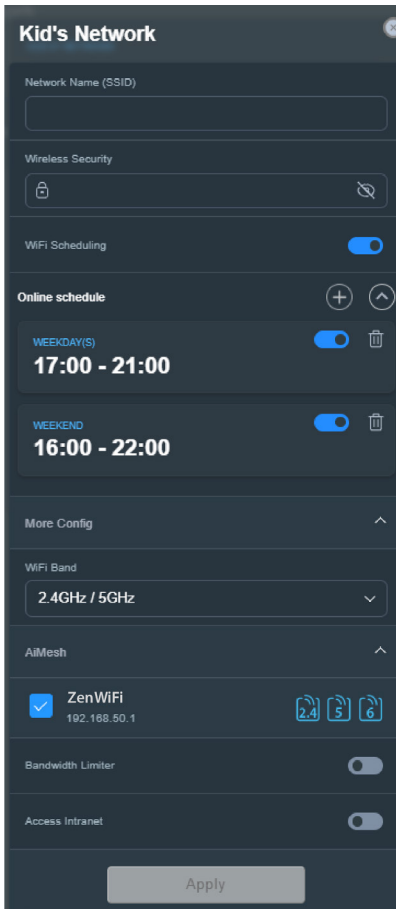 Kid's Network
Network Name (SSID)
Wireless Security
WiFi Scheduling
Online schedule
WEEKDAY(S)
17:00 - 21:00
WEEKEND
16:00 - 22:00
More Config
WiFi Band
2.4GHz / 5GHz
AiMesh
ZenWiFi
192.168.50.1
2.4 5 6
Bandwidth Limiter
Access Intranet
Apply